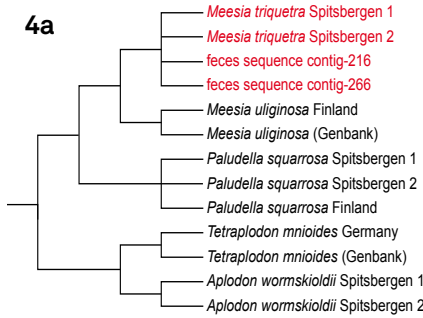 4a
Meesia triquetra Spitsbergen 1
Meesia triquetra Spitsbergen 2
feces sequence contig-216
feces sequence contig-266
Meesia uliginosa Finland
Meesia uliginosa (Genbank)
Paludella squarrosa Spitsbergen 1
Paludella squarrosa Spitsbergen 2
Paludella squarrosa Finland
Tetraplodon mnioides Germany
Tetraplodon mnioides (Genbank)
Aplodon wormskioldii Spitsbergen 1
Aplodon wormskioldii Spitsbergen 2